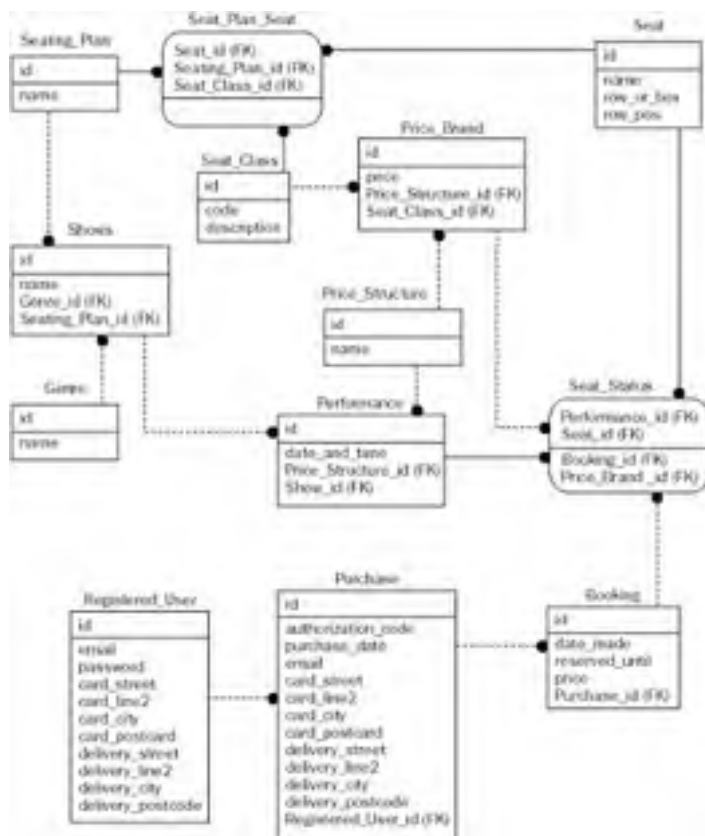 Seating_Plan
id
name
Seat_Plan_Seat
Seat_id (FK)
Seating_Plan_id (FK)
Seat_Class_id (FK)
Seat
id
name
row_or_box
row_pos
Seat_Class
id
code
description
Price_Brand
id
price
Price_Structure_id (FK)
Seat_Class_id (FK)
Shows
id
name
Genre_id (FK)
Seating_Plan_id (FK)
Price_Structure
id
name
Genre
id
name
Performance
id
date_and_time
Price_Structure_id (FK)
Show_id (FK)
Seat_Status
Performance_id (FK)
Seat_id (FK)
Booking_id (FK)
Price_Brand _id (FK)
Registered_User
id
email
password
card_street
card_line2
card_city
card_postcard
delivery_street
delivery_line2
delivery_city
delivery_postcode
Purchase
id
authorization_code
purchase_date
email
card_street
card_line2
card_city
card_postcard
delivery_street
delivery_line2
delivery_city
delivery_postcode
Registered_User_id (FK)
Booking
id
date_made
reserved_until
price
Purchase_id (FK)